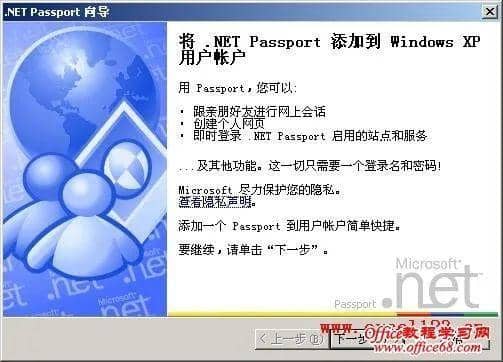 .NET Passport 向导
将 .NET Passport 添加到 Windows XP
用户帐户
用 Passport，您可以:
• 跟亲朋好友进行网上会话
• 创建个人网页
• 即时登录 .NET Passport 启用的站点和服务
...及其他功能。这一切只需要一个登录名和密码!
Microsoft 尽力保护您的隐私。
查看隐私声明。
添加一个 Passport 到用户帐户简单快捷。
要继续，请单击“下一步”。
Microsoft
.net
Microsoft
Passport .net
<上一步(B)
下一步
Office教程学习网
www.office68.com